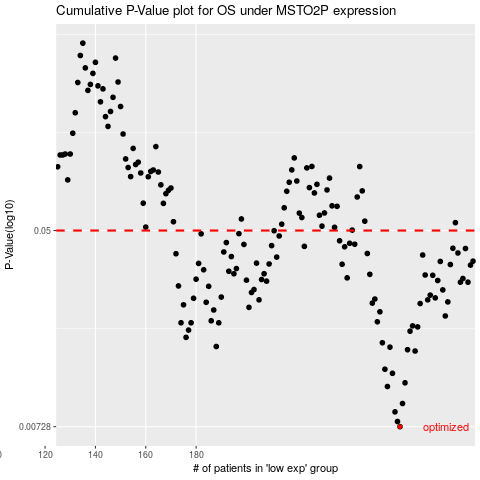 Cumulative P-Value plot for OS under MSTO2P expression
P-Value(log10)
0.05
0.00728
optimized
0 120 140 160 180
# of patients in 'low exp' group